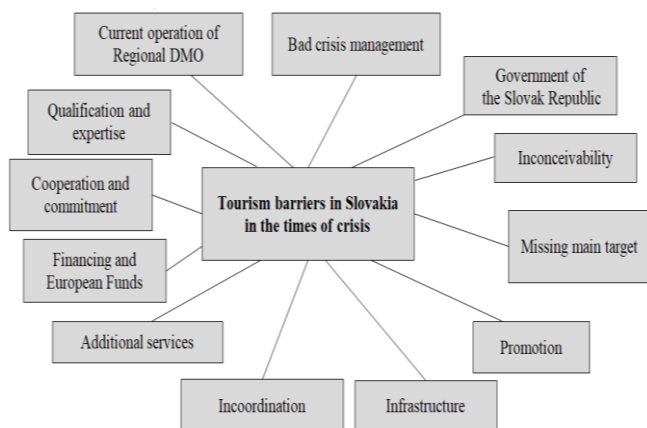 Current operation of
Regional DMO
Bad crisis management
Government of
the Slovak Republic
Qualification and
expertise
Inconceivability
Cooperation and
commitment
Tourism barriers in Slovakia
in the times of crisis
Missing main target
Financing and
European Funds
Additional services
Promotion
Incoordination
Infrastructure